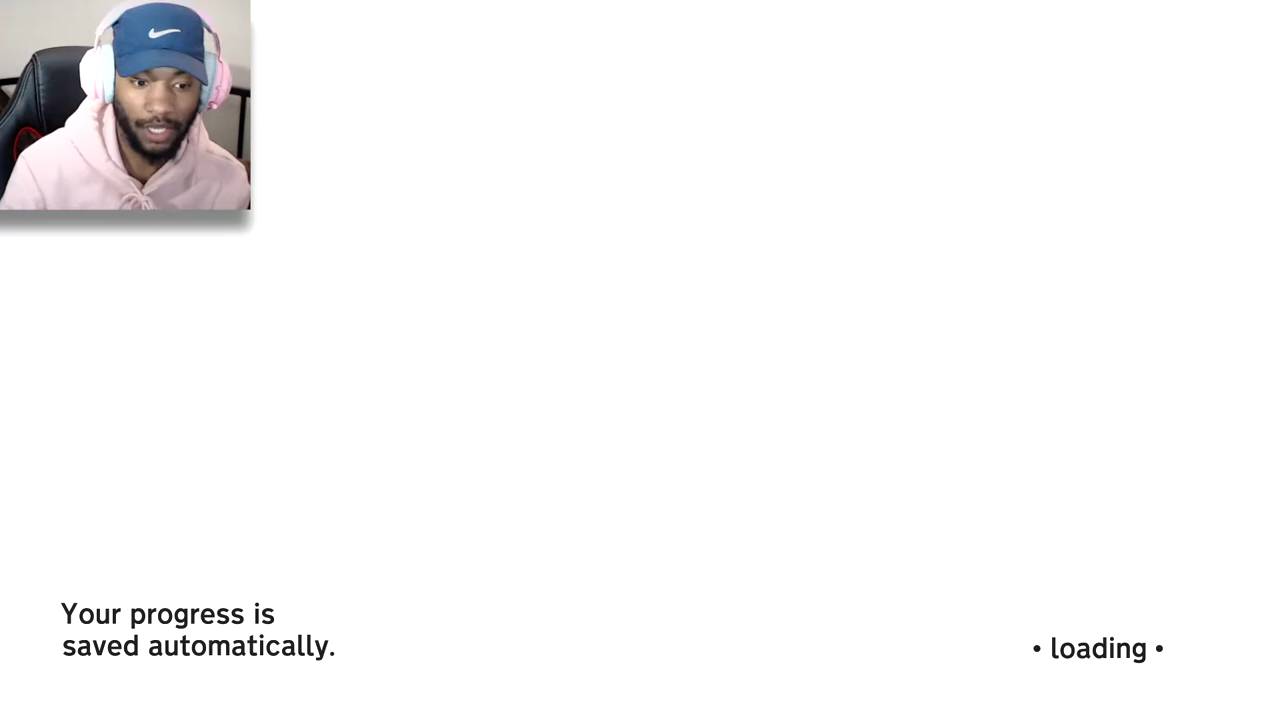 Your progress is
saved automatically.
• loading •